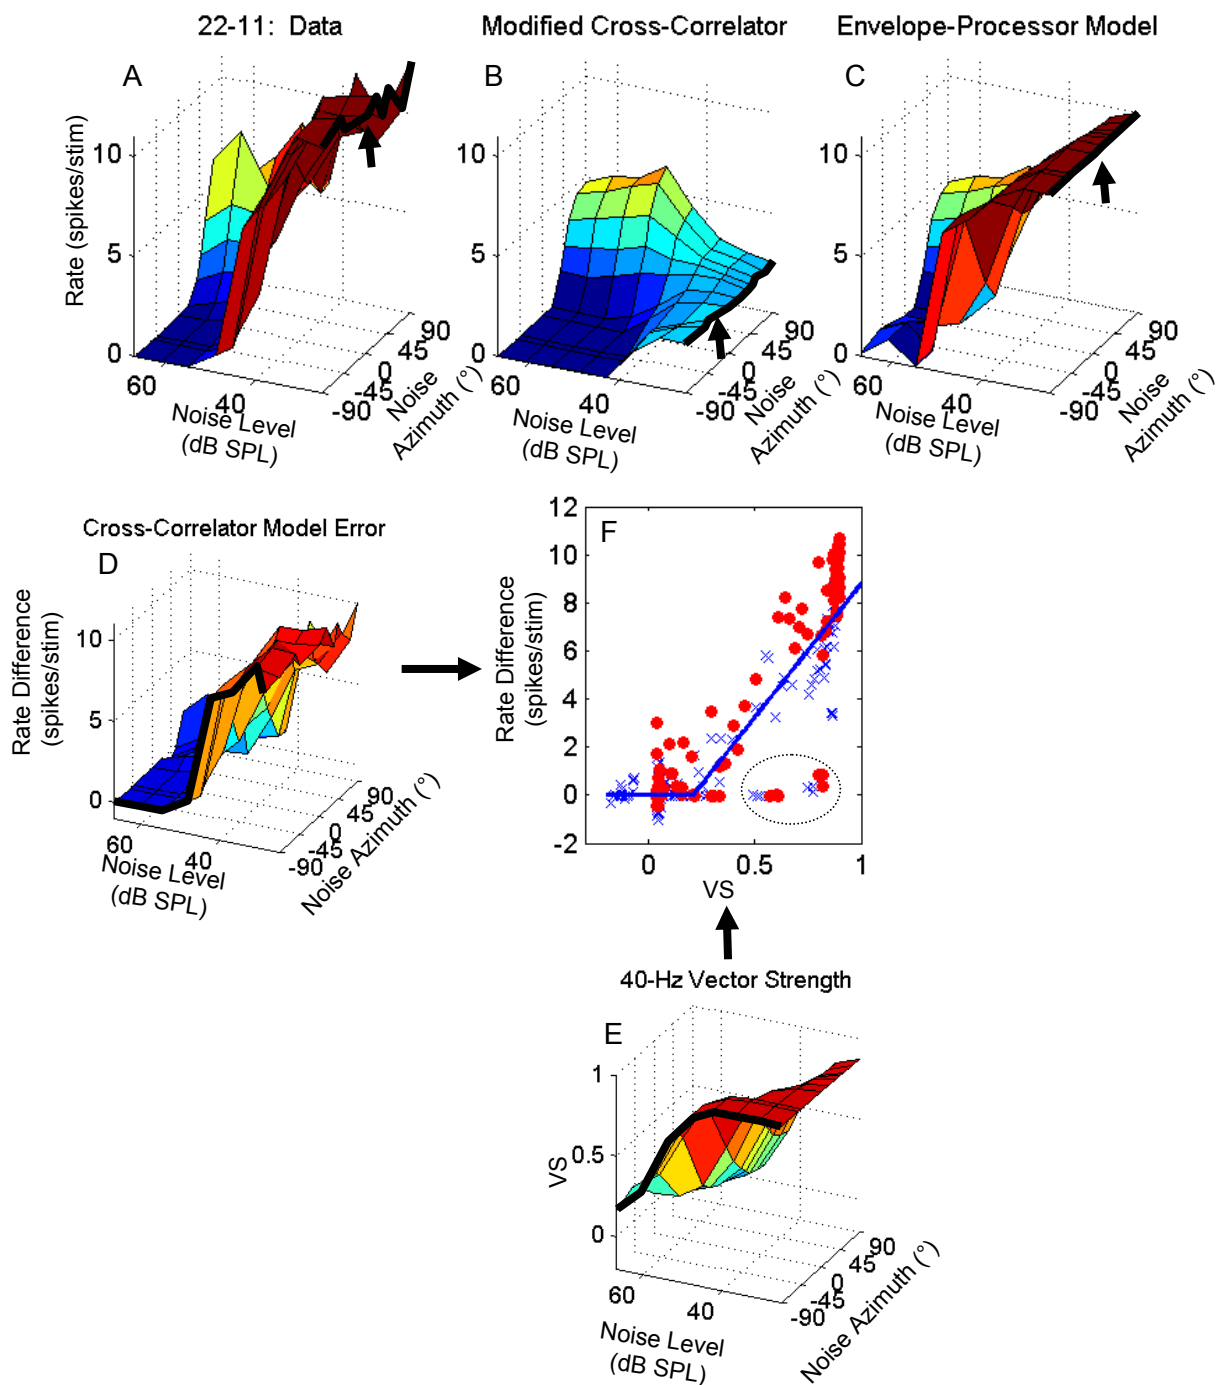 22-11: Data
Modified Cross-Correlator
Envelope-Processor Model
A
B
C
Rate (spikes/stim)
10
5
0
60
40
Noise Level
(dB SPL)
90
45
0
-45
-90
Noise
Azimuth (°)
10
5
0
60
40
Noise Level
(dB SPL)
90
45
0
-45
-90
Noise
Azimuth (°)
10
5
0
60
40
Noise Level
(dB SPL)
90
45
0
-45
-90
Noise
Azimuth (°)
Cross-Correlator Model Error
D
Rate Difference
(spikes/stim)
10
5
0
60
40
Noise Level
(dB SPL)
90
45
0
-45
-90
Noise Azimuth (°)
F
Rate Difference
(spikes/stim)
12
10
8
6
4
2
0
-2
0
0.5
1
VS
40-Hz Vector Strength
E
VS
1
0.5
0
60
40
Noise Level
(dB SPL)
90
45
0
-45
-90
Noise Azimuth (°)